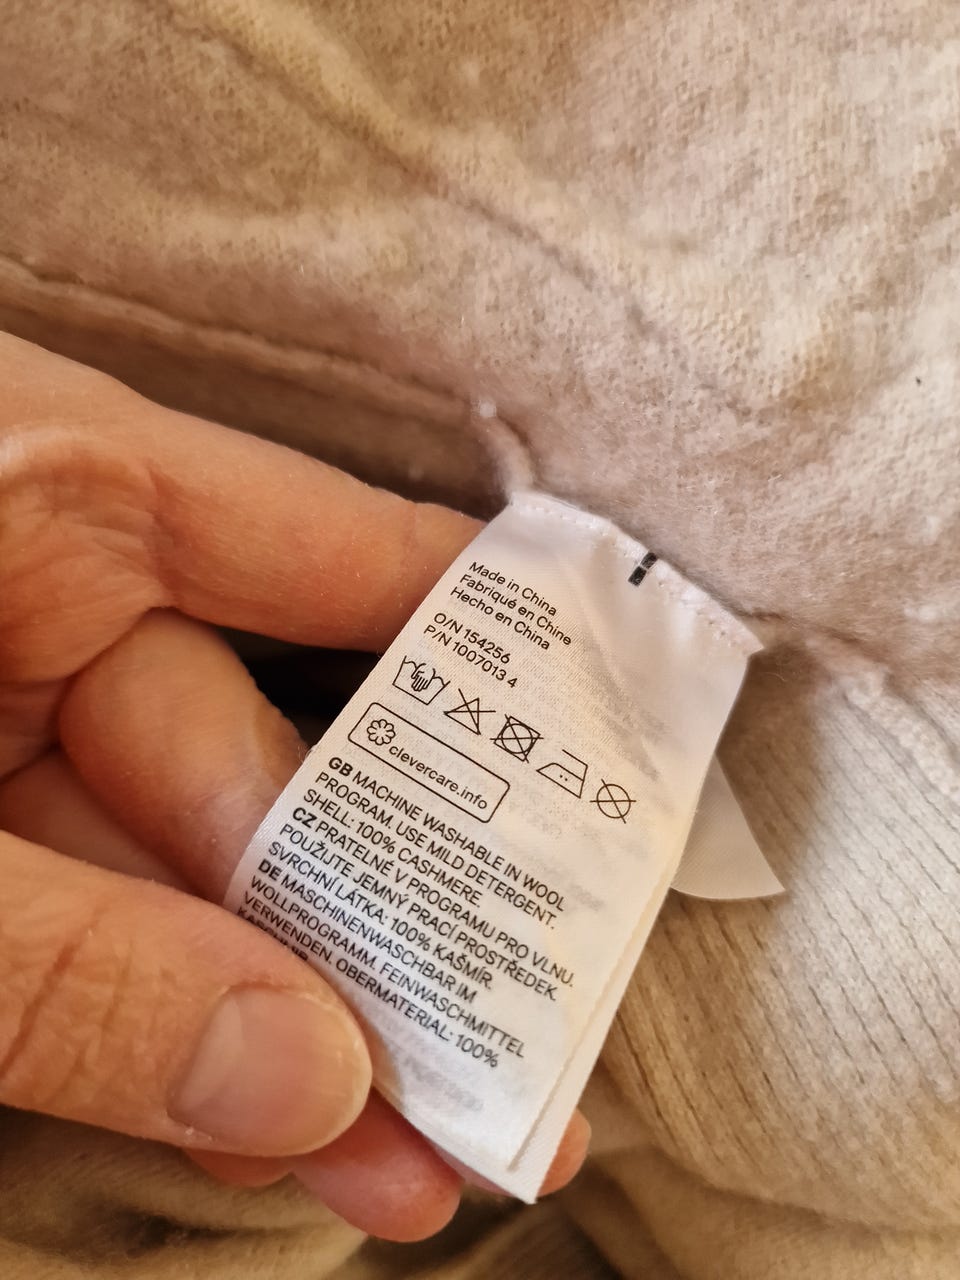 Made in China
Fabriqué en Chine
Hecho en China
O/N 154256
P/N 1007013 4
clevercare.info
GB MACHINE WASHABLE IN WOOL
PROGRAM. USE MILD DETERGENT.
SHELL: 100% CASHMERE.
CZ PRATELNÉ V PROGRAMU PRO VLNU.
POUŽIJTE JEMNÝ PRACÍ PROSTŘEDEK.
SVRCHNÍ LÁTKA: 100% KAŠMÍR.
DE MASCHINENWASCHBAR IM
WOLLPROGRAMM. FEINWASCHMITTEL
VERWENDEN. OBERMATERIAL: 100%